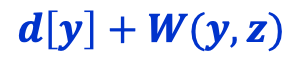 d[y] + W(y, z)